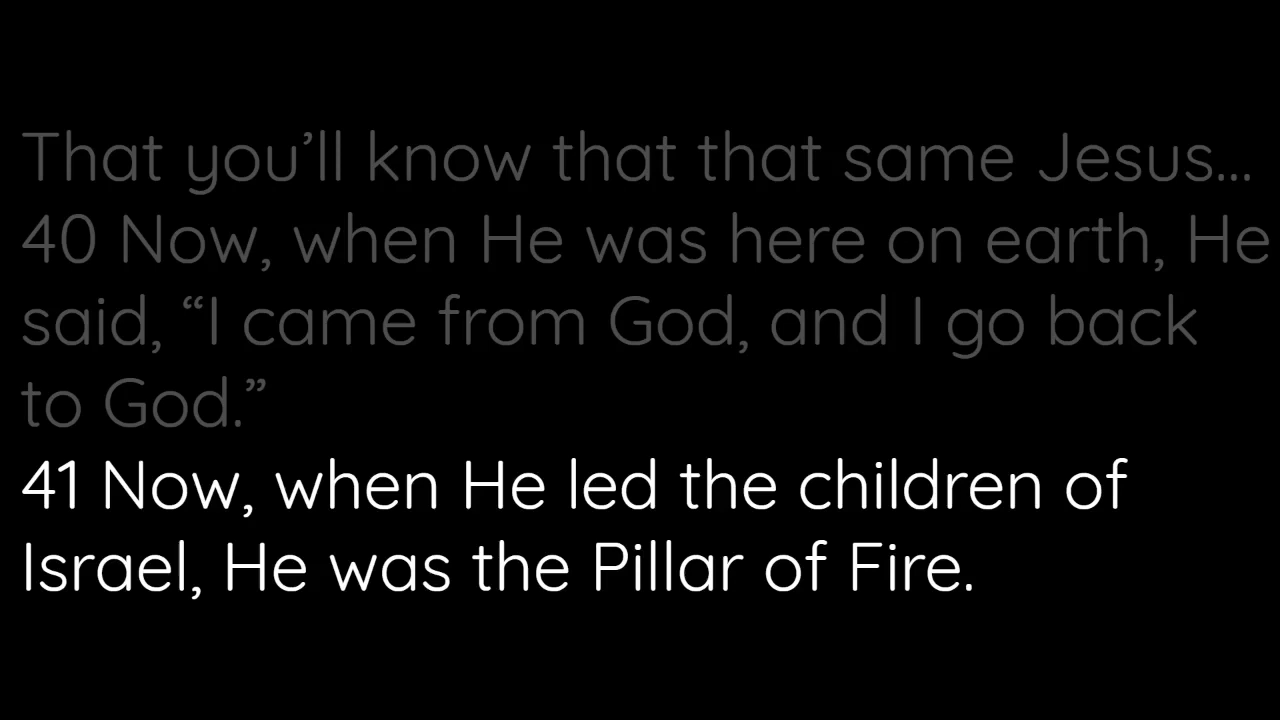 That you’ll know that that same Jesus...
40 Now, when He was here on earth, He
said, “I came from God, and I go back
to God.”
41 Now, when He led the children of
Israel, He was the Pillar of Fire.